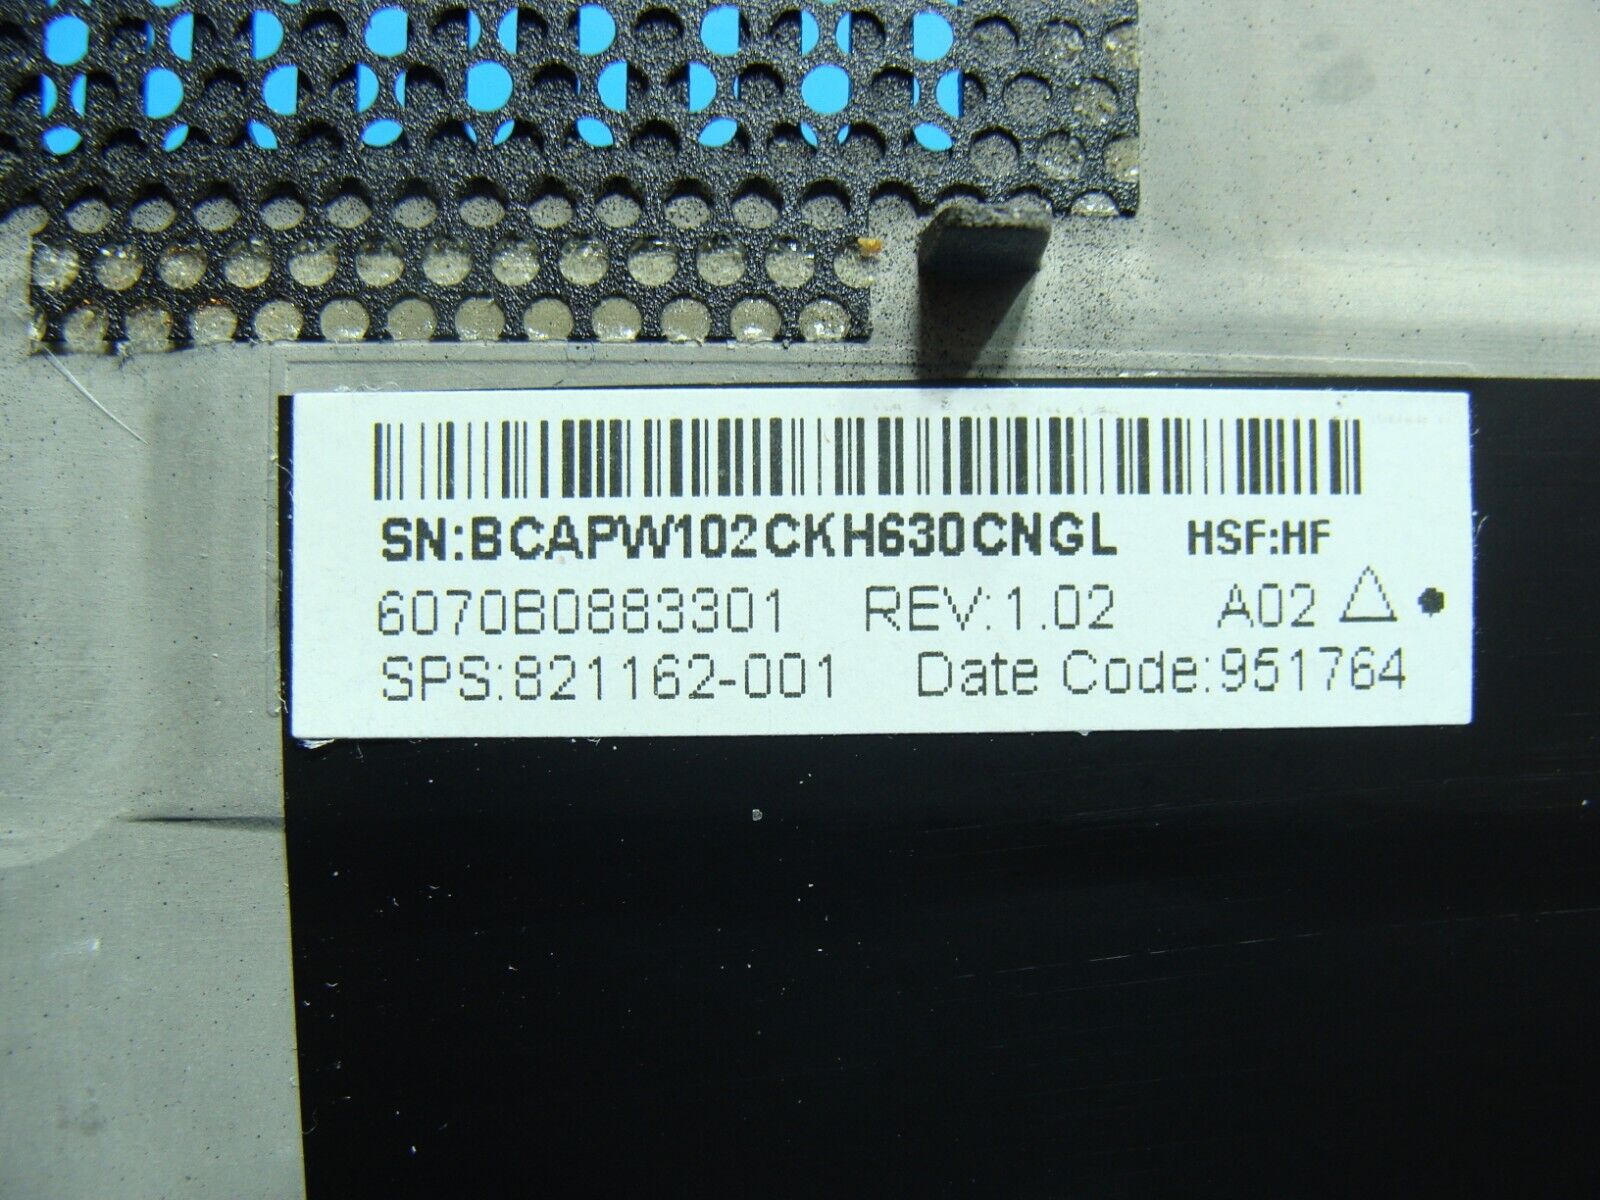 SN:BCAPW102CKH630CNGL HSF:HF
6070B0883301 REV:1.02 A02
SPS:821162-001 Date Code:951764